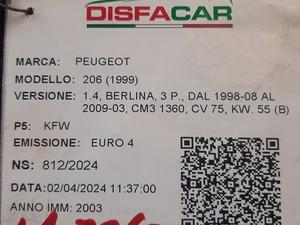 DISFACAR
MARCA: PEUGEOT
MODELLO: 206 (1999)
VERSIONE: 1.4, BERLINA, 3 P., DAL 1998-08 AL
2009-03, CM3 1360, CV 75, KW. 55 (B)
P5: KFW
EMISSIONE: EURO 4
NS: 812/2024
DATA: 02/04/2024 11:37:00
ANNO IMM: 2003